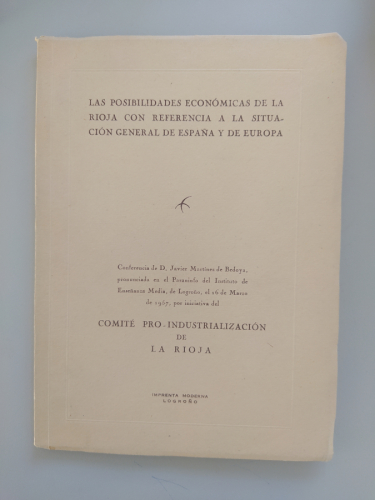 LAS POSIBILIDADES ECONÓMICAS DE LA
RIOJA CON REFERENCIA A LA SITUA-
CIÓN GENERAL DE ESPAÑA Y DE EUROPA
Conferencia de D. Javier Martínez de Bedoya,
pronunciada en el Paraninfo del Instituto de
Enseñanza Media, de Logroño, el 16 de Marzo
de 1957, por iniciativa del
COMITÉ PRO-INDUSTRIALIZACIÓN
DE
LA RIOJA
IMPRENTA MODERNA
LOGROÑO